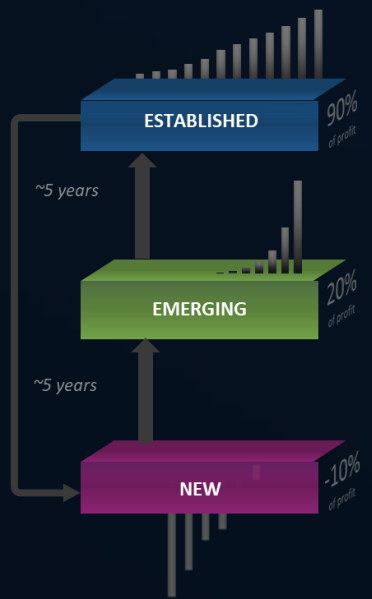 ESTABLISHED
90%
of profit
~5 years
EMERGING
20%
of profit
~5 years
NEW
-10%
of profit